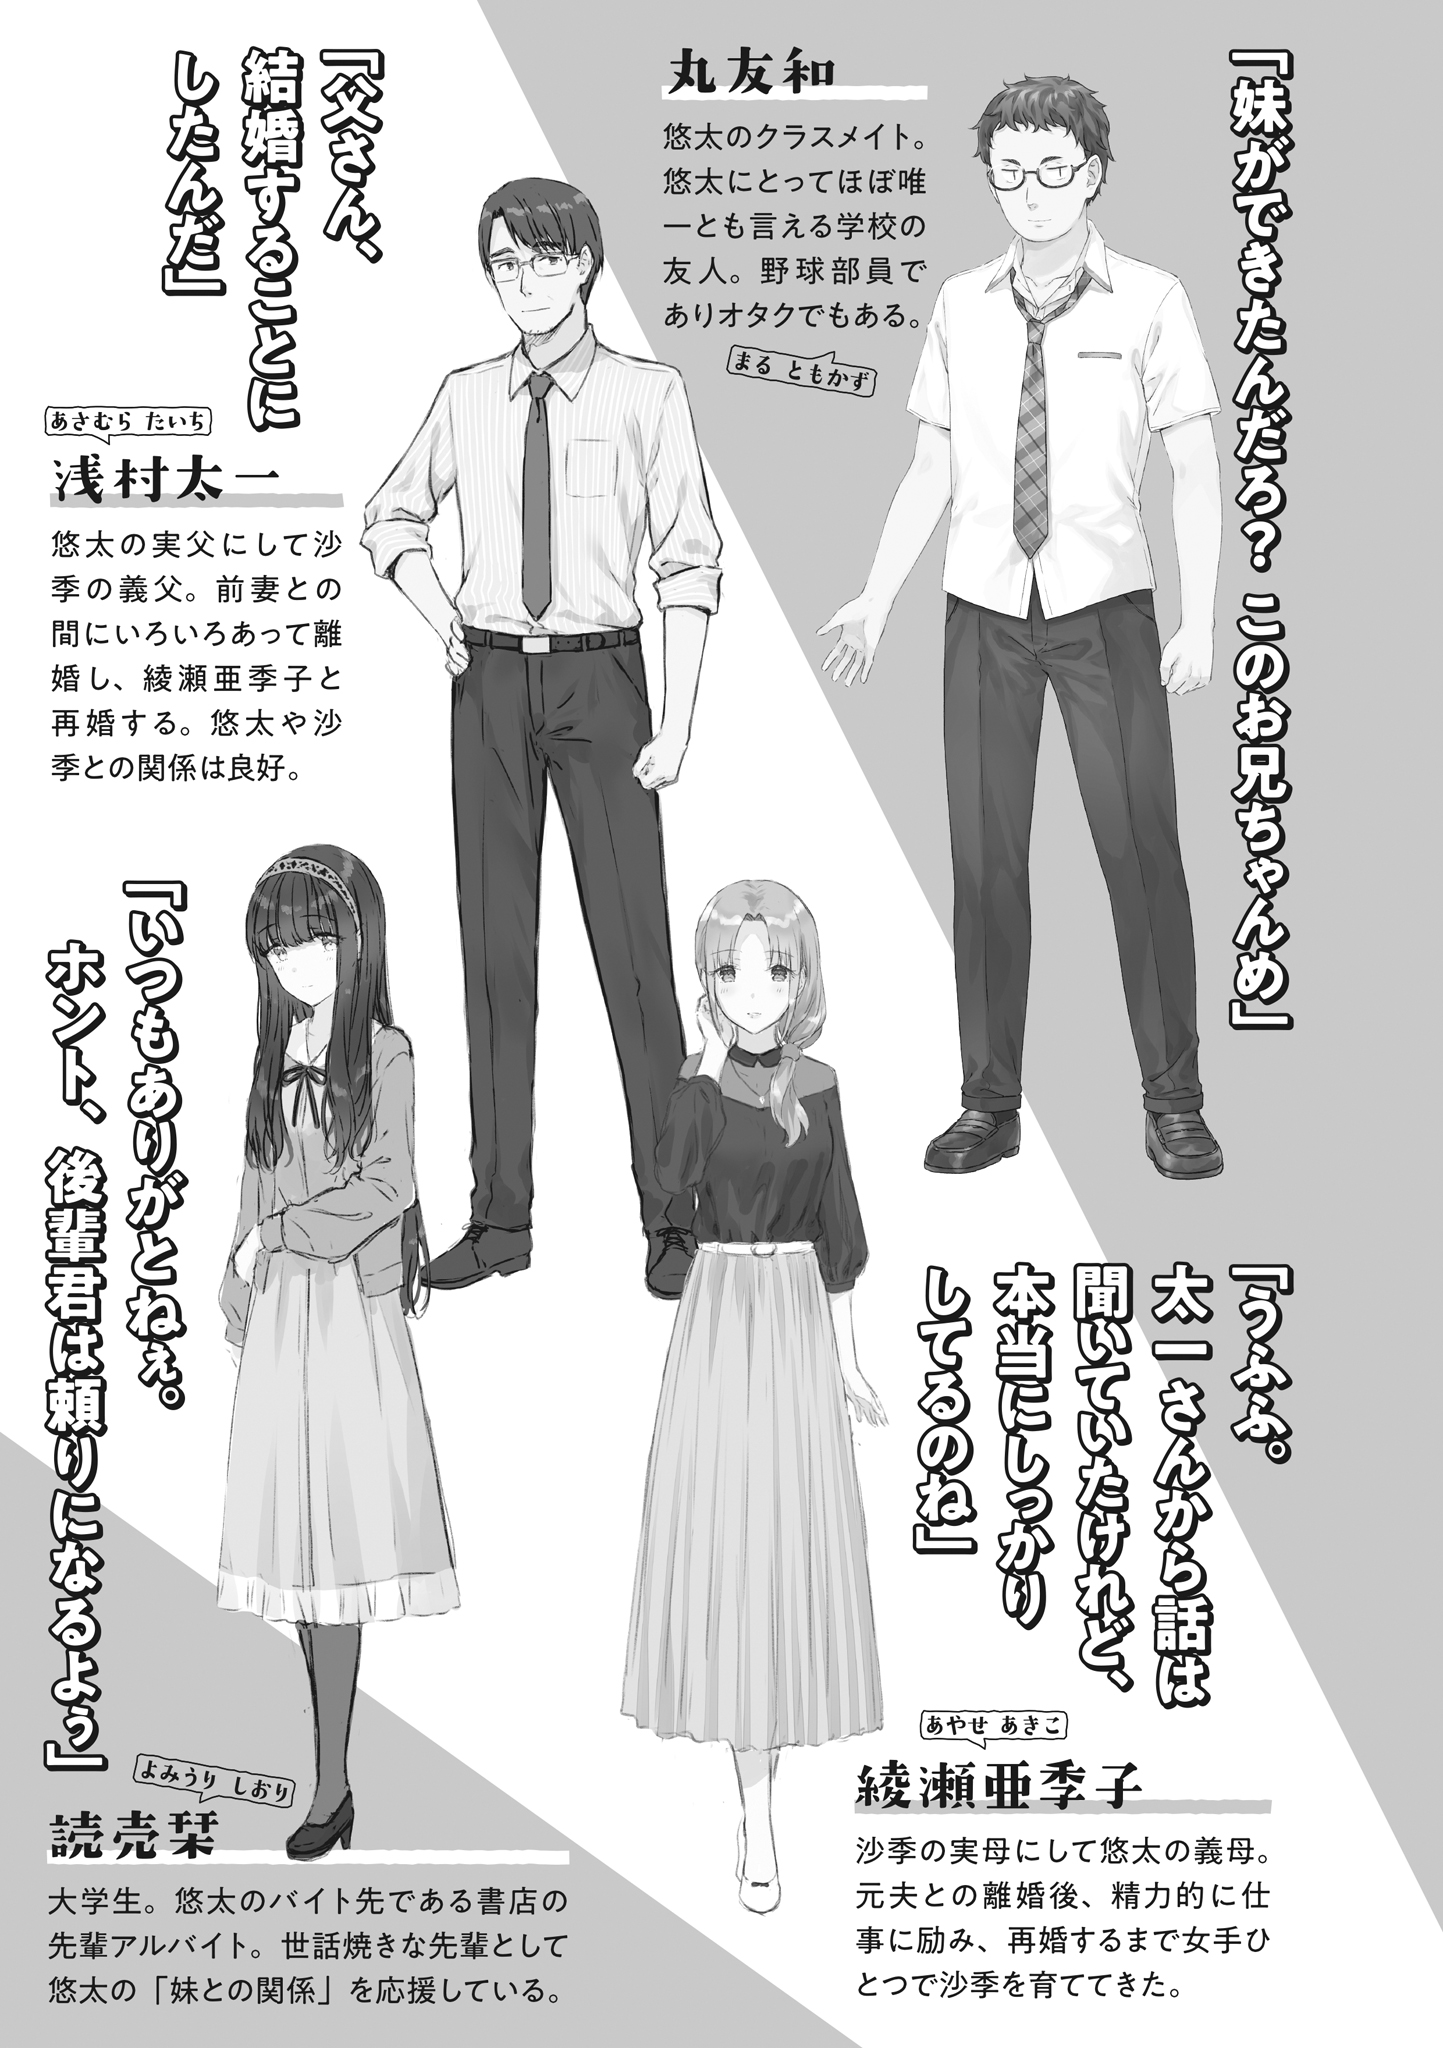 「妹ができたんだろ？ このお兄ちゃんめ」
丸友和
まる ともかず
悠太のクラスメイト。
悠太にとってほぼ唯
一とも言える学校の
友人。野球部員で
ありオタクでもある。
「父さん、
結婚することに
したんだ」
あさむら たいち
浅村太一
悠太の実父にして沙
季の義父。前妻との
間にいろいろあって離
婚し、綾瀬亜季子と
再婚する。悠太や沙
季との関係は良好。
「うふふ。
太一さんから話は
聞いていたけれど、
本当にしっかり
してるのね」
あやせ あきこ
綾瀬亜季子
沙季の実母にして悠太の義母。
元夫との離婚後、精力的に仕
事に励み、再婚するまで女手ひ
とつで沙季を育ててきた。
「いつもありがとねぇ。
ホント、後輩君は頼りになるよぅ」
よみうり しおり
読売栞
大学生。悠太のバイト先である書店の
先輩アルバイト。世話焼きな先輩として
悠太の「妹との関係」を応援している。